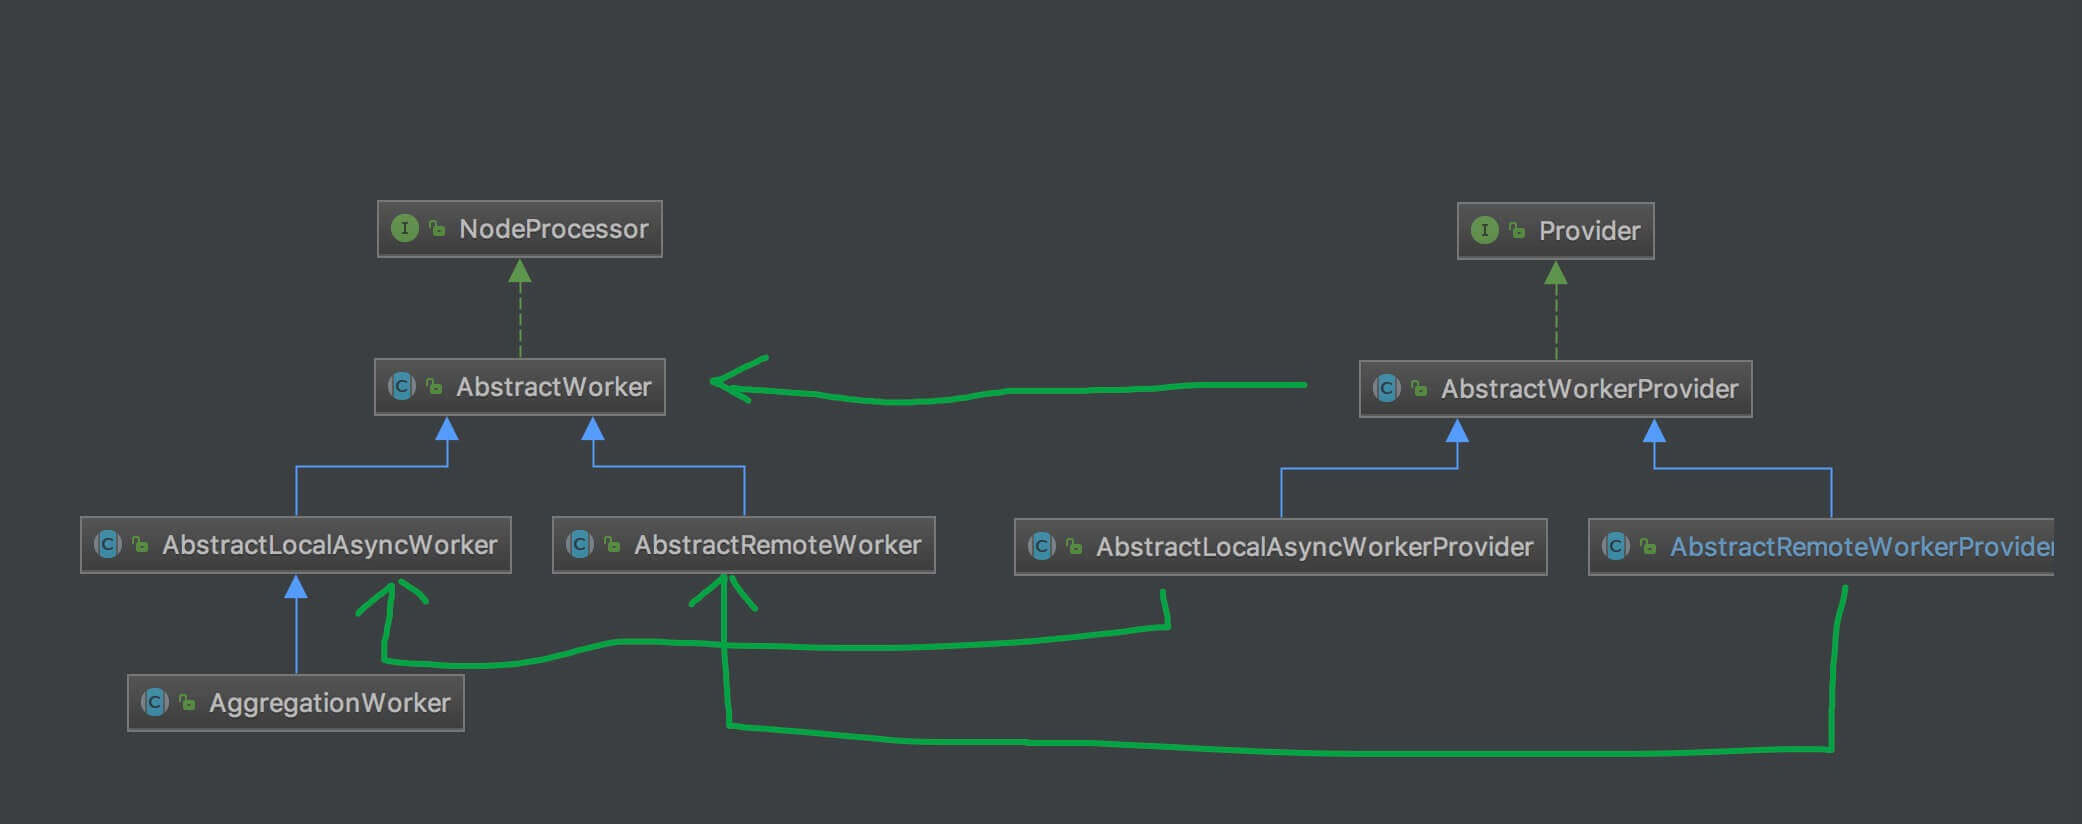 I NodeProcessor
I Provider
C AbstractWorker
C AbstractWorkerProvider
C AbstractLocalAsyncWorker
C AbstractRemoteWorker
C AbstractLocalAsyncWorkerProvider
C AbstractRemoteWorkerProvider
C AggregationWorker